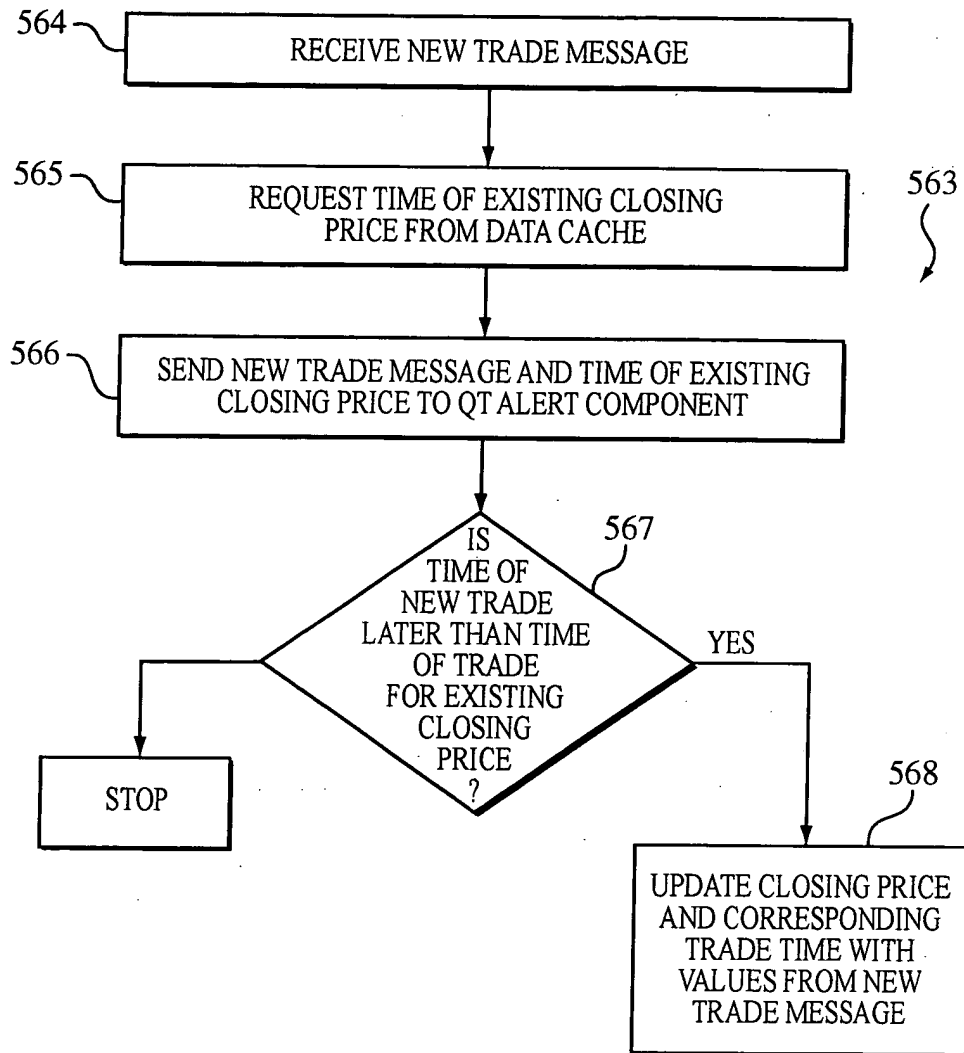 564
RECEIVE NEW TRADE MESSAGE
565
REQUEST TIME OF EXISTING CLOSING
PRICE FROM DATA CACHE
563
566
SEND NEW TRADE MESSAGE AND TIME OF EXISTING
CLOSING PRICE TO QT ALERT COMPONENT
567
IS
TIME OF
NEW TRADE
LATER THAN TIME
OF TRADE
FOR EXISTING
CLOSING
PRICE
?
YES
STOP
568
UPDATE CLOSING PRICE
AND CORRESPONDING
TRADE TIME WITH
VALUES FROM NEW
TRADE MESSAGE